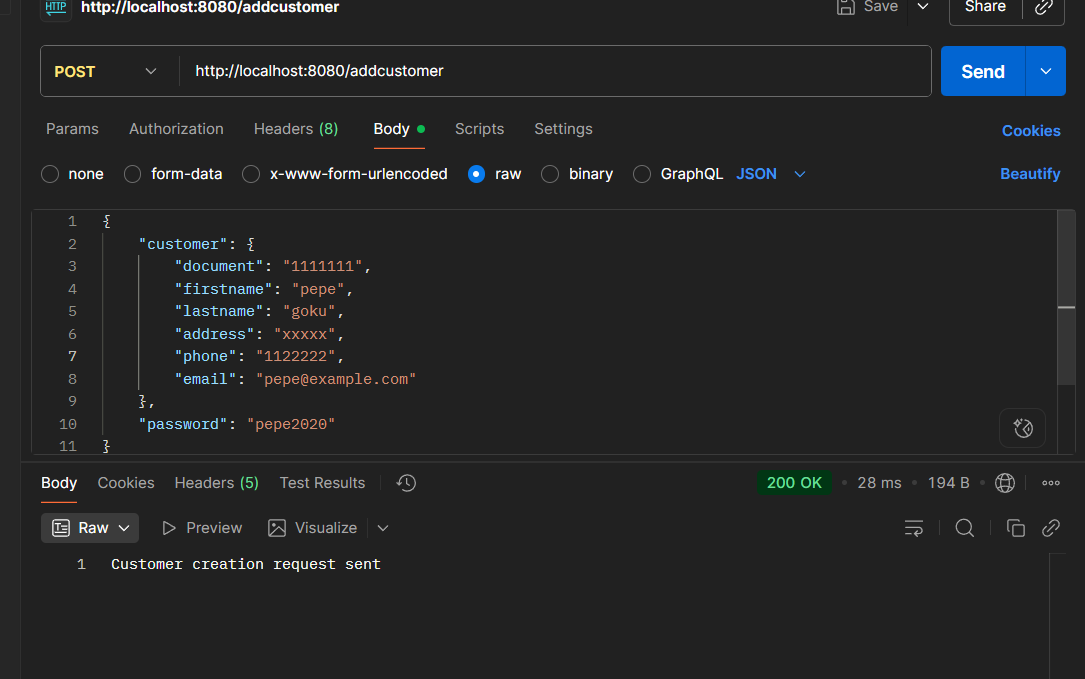 HTTP http://localhost:8080/addcustomer Save Share
POST http://localhost:8080/addcustomer Send
Params Authorization Headers (8) Body Scripts Settings Cookies
none form-data x-www-form-urlencoded raw binary GraphQL JSON Beautify
1 {
2 "customer": {
3 "document": "1111111",
4 "firstname": "pepe",
5 "lastname": "goku",
6 "address": "xxxxx",
7 "phone": "1122222",
8 "email": "pepe@example.com"
9 },
10 "password": "pepe2020"
11 }
Body Cookies Headers (5) Test Results 200 OK • 28 ms • 194 B •
Raw Preview Visualize
1 Customer creation request sent